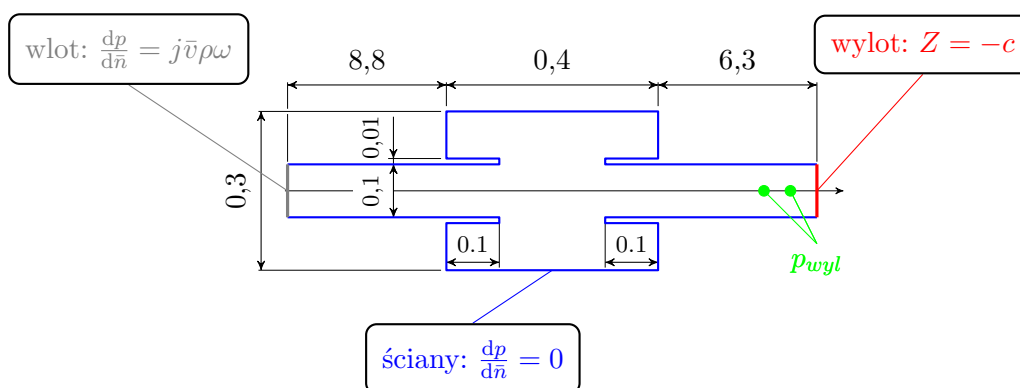 wlot: dp/dn̄ = jv̄ρω
wylot: Z = −c
8,8
0,4
6,3
0,01
0,3
0,1
0.1
0.1
p_wyl
ściany: dp/dn̄ = 0